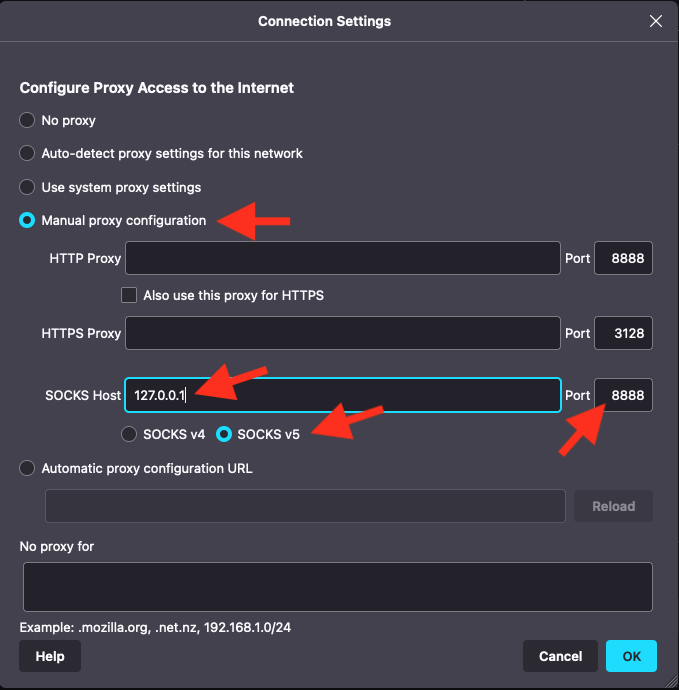 Connection Settings
Configure Proxy Access to the Internet
No proxy
Auto-detect proxy settings for this network
Use system proxy settings
Manual proxy configuration
HTTP Proxy Port 8888
Also use this proxy for HTTPS
HTTPS Proxy Port 3128
SOCKS Host 127.0.0.1 Port 8888
SOCKS v4 SOCKS v5
Automatic proxy configuration URL
Reload
No proxy for
Example: .mozilla.org, .net.nz, 192.168.1.0/24
Help Cancel OK